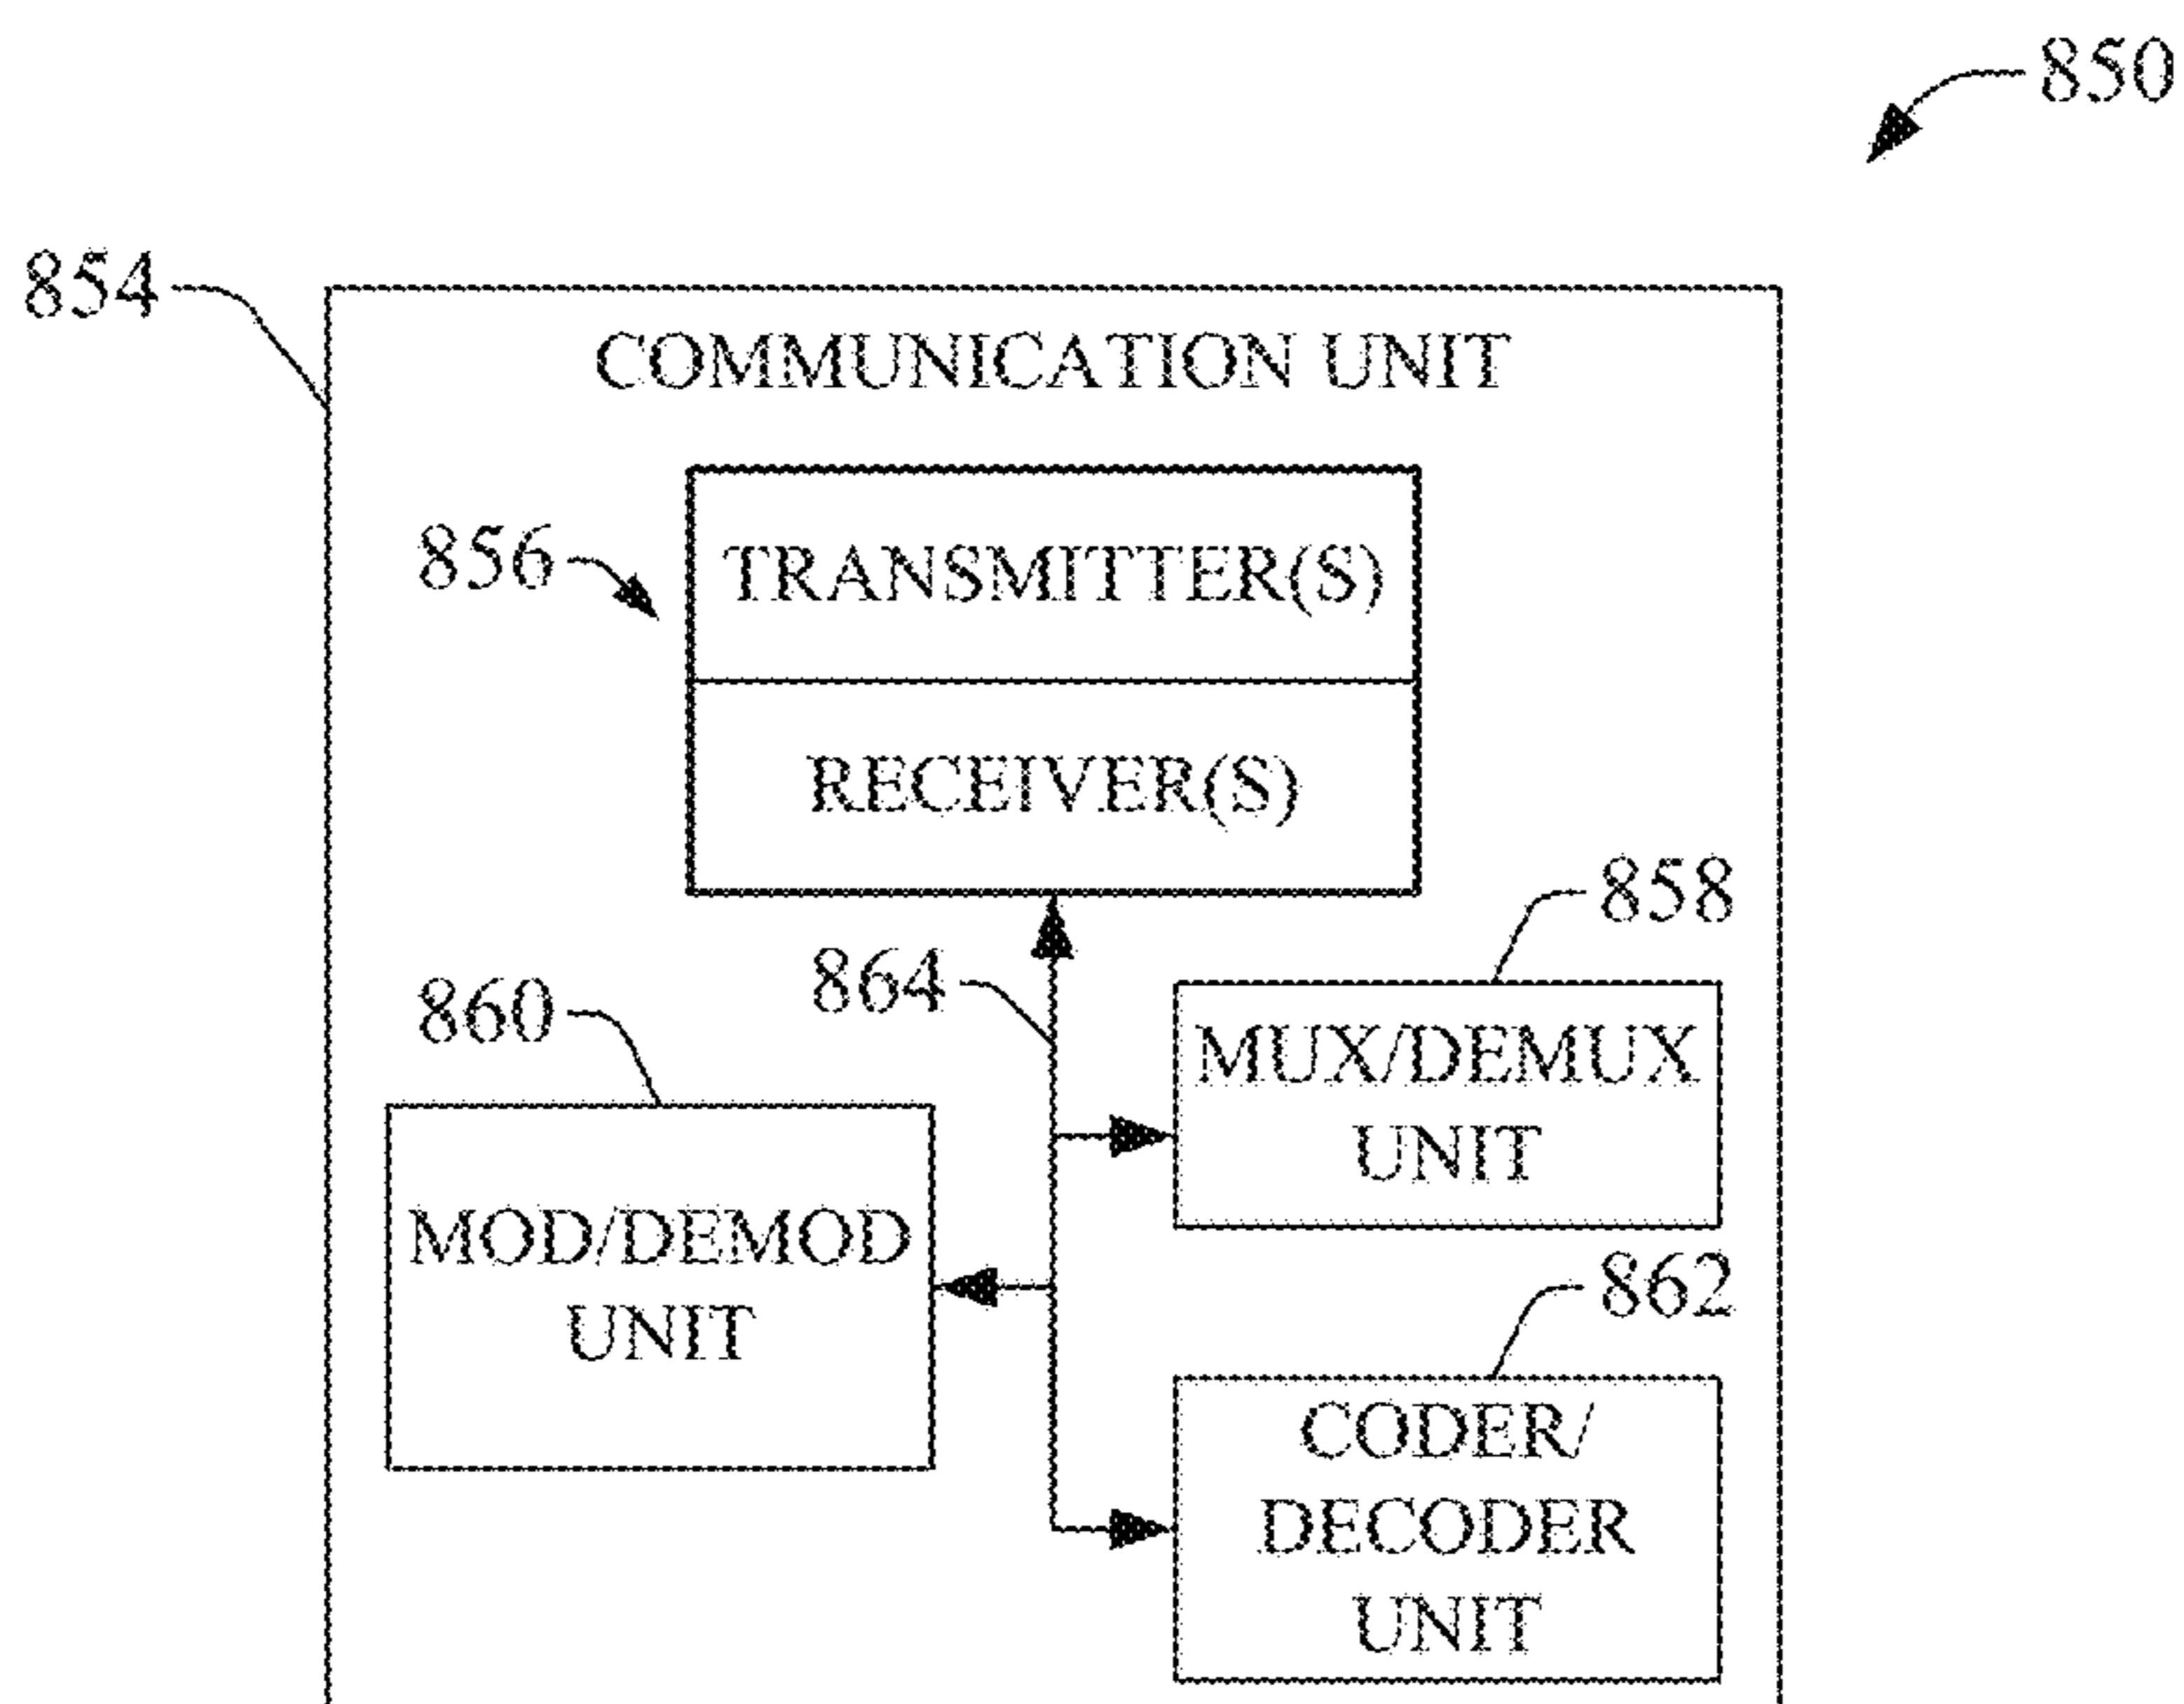 850
854
COMMUNICATION UNIT
856
TRANSMITTER(S)
RECEIVER(S)
858
864
860
MUX/DEMUX
UNIT
MOD/DEMOD
UNIT
862
CODER/
DECODER
UNIT